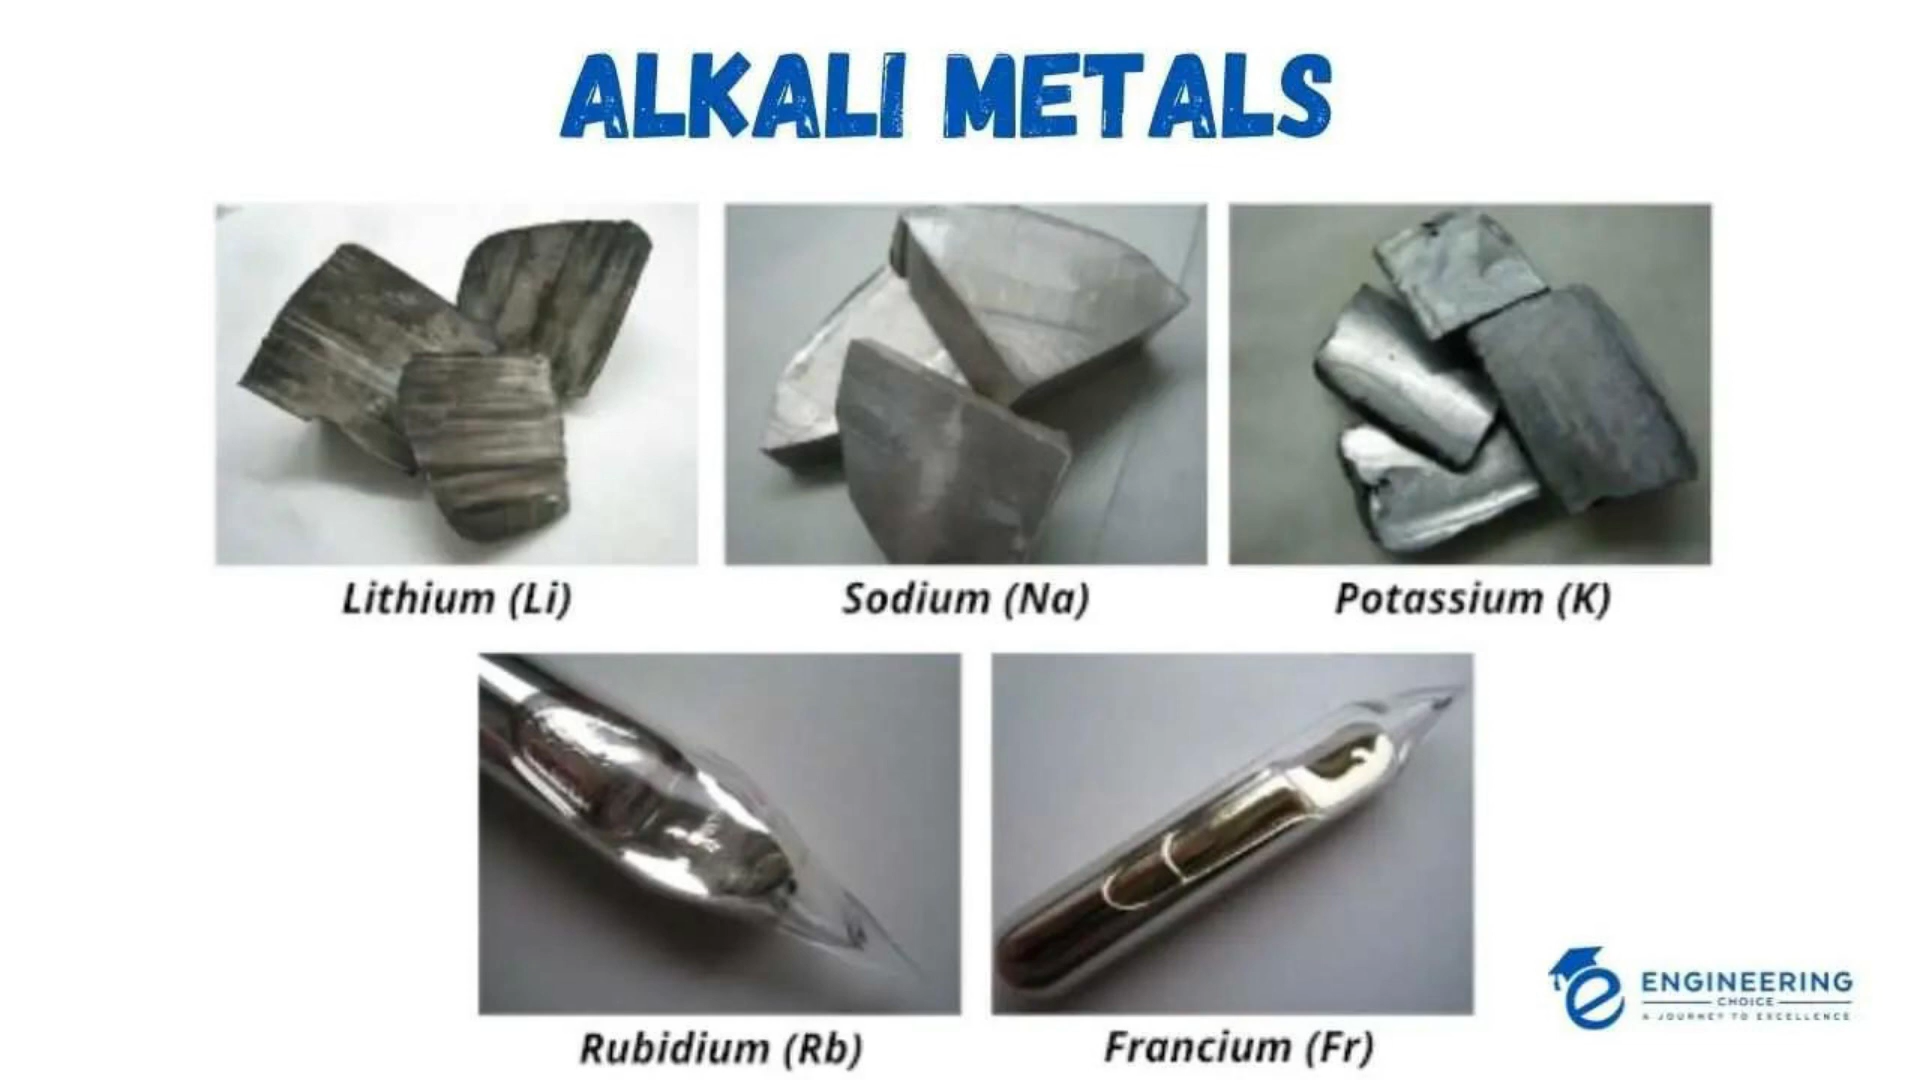 ALKALI METALS
Lithium (Li)
Sodium (Na)
Potassium (K)
Rubidium (Rb)
Francium (Fr)
ENGINEERING
CHOICE
A JOURNEY TO EXCELLENCE